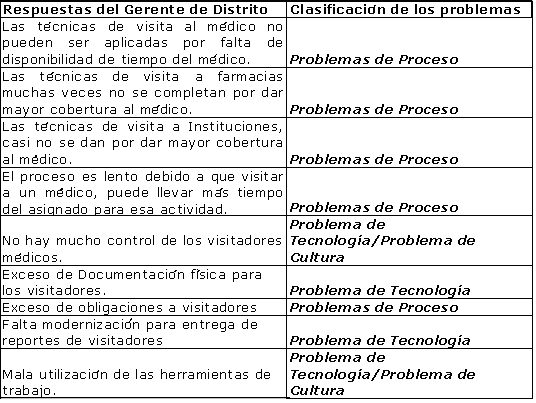 Respuestas del Gerente de Distrito Clasificación de los problemas
Las técnicas de visita al médico no
pueden ser aplicadas por falta de
disponibilidad de tiempo del médico. Problemas de Proceso
Las técnicas de visita a farmacias
muchas veces no se completan por dar
mayor cobertura al médico. Problemas de Proceso
Las técnicas de visita a Instituciones,
casi no se dan por dar mayor cobertura
al médico. Problemas de Proceso
El proceso es lento debido a que visitar
a un médico, puede llevar más tiempo
del asignado para esa actividad. Problemas de Proceso
No hay mucho control de los visitadores
médicos.
Problema de
Tecnología/Problema de
Cultura
Exceso de Documentación física para
los visitadores. Problema de Tecnología
Exceso de obligaciones a visitadores Problemas de Proceso
Falta modernización para entrega de
reportes de visitadores Problema de Tecnología
Mala utilización de las herramientas de
trabajo.
Problema de
Tecnología/Problema de
Cultura